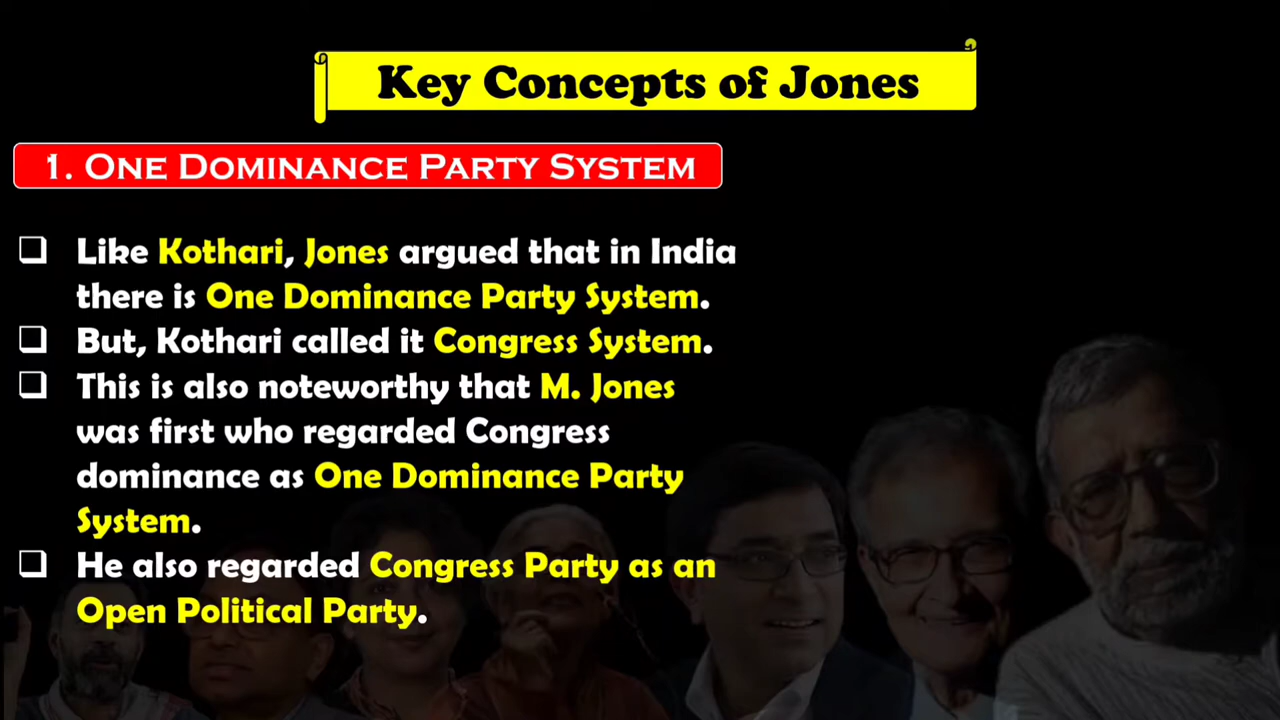 Key Concepts of Jones
1. ONE DOMINANCE PARTY SYSTEM
❑ Like Kothari, Jones argued that in India
there is One Dominance Party System.
❑ But, Kothari called it Congress System.
❑ This is also noteworthy that M. Jones
was first who regarded Congress
dominance as One Dominance Party
System.
❑ He also regarded Congress Party as an
Open Political Party.